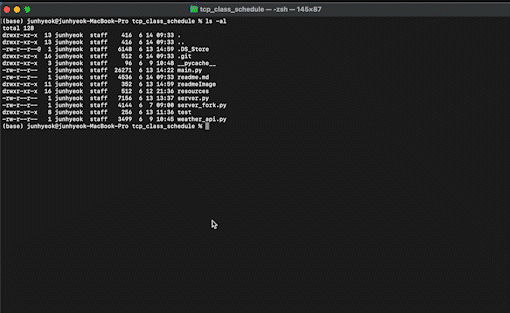 tcp_class_schedule — -zsh — 145×87
(base) junhyeok@junhyeok-MacBook-Pro tcp_class_schedule % ls -al
total 128
drwxr-xr-x 13 junhyeok staff 416 6 14 09:33 .
drwxr-xr-x 13 junhyeok staff 416 6 14 09:33 ..
-rw-r--r--@ 1 junhyeok staff 6148 6 13 14:59 .DS_Store
drwxr-xr-x 16 junhyeok staff 512 6 14 09:33 .git
drwxr-xr-x 3 junhyeok staff 96 6 9 10:48 __pycache__
-rw-r--r-- 1 junhyeok staff 26271 6 13 14:22 main.py
-rw-r--r-- 1 junhyeok staff 4536 6 14 09:33 readme.md
drwxr-xr-x 11 junhyeok staff 352 6 13 14:59 readmeImage
drwxr-xr-x 16 junhyeok staff 512 6 12 21:36 resources
-rw-r--r-- 1 junhyeok staff 7156 6 13 13:37 server.py
-rw-r--r-- 1 junhyeok staff 4144 6 7 09:00 server_fork.py
drwxr-xr-x 8 junhyeok staff 256 6 13 11:36 test
-rw-r--r-- 1 junhyeok staff 3499 6 9 10:45 weather_api.py
(base) junhyeok@junhyeok-MacBook-Pro tcp_class_schedule %